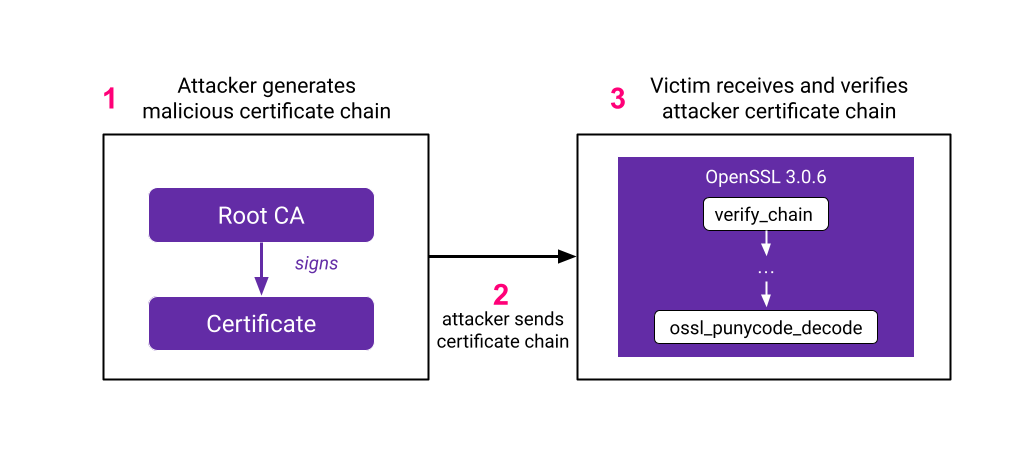 1
Attacker generates
malicious certificate chain
Root CA
signs
Certificate
2
attacker sends
certificate chain
3
Victim receives and verifies
attacker certificate chain
OpenSSL 3.0.6
verify_chain
...
ossl_punycode_decode